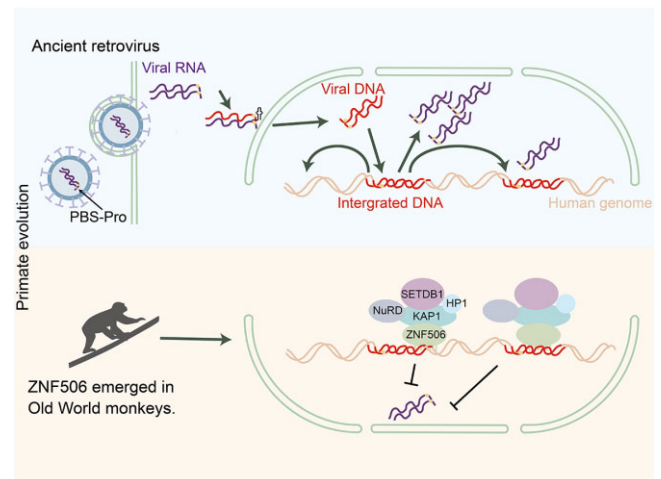 Ancient retrovirus
Viral RNA
Viral DNA
PBS-Pro
Intergrated DNA
Human genome
Primate evolution
SETDB1
NuRD
HP1
KAP1
ZNF506
ZNF506 emerged in
Old World monkeys.